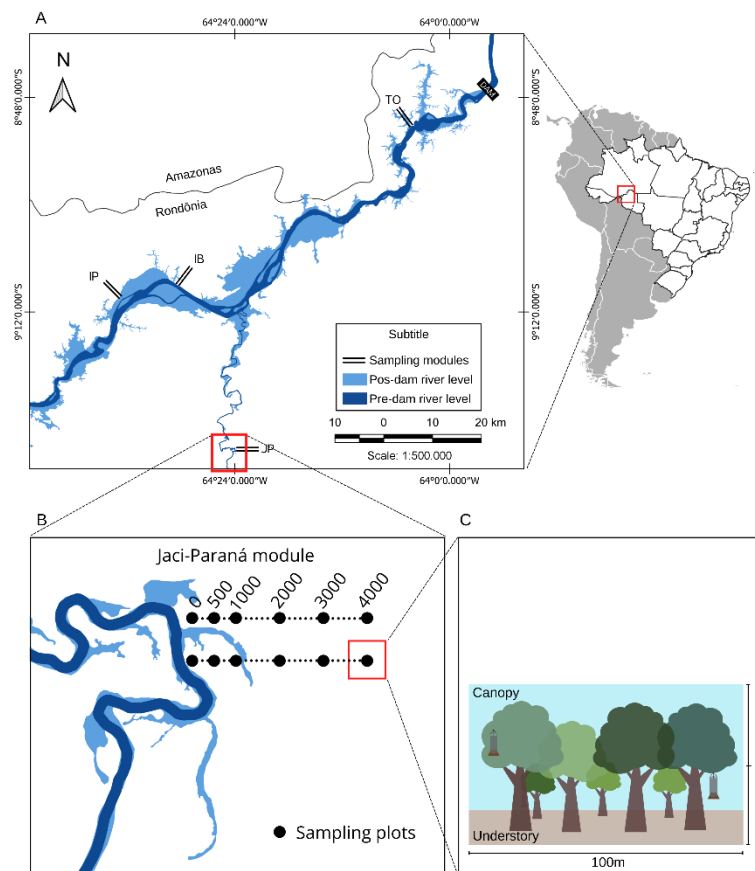 A
64°24'0.000"W
64°0'0.000"W
N
8°48'0.000"S
8°48'0.000"S
DAM
TO
Amazonas
Rondônia
IP
IB
9°12'0.000"S
9°12'0.000"S
Subtitle
Sampling modules
Pos-dam river level
Pre-dam river level
10 0 10 20 km
Scale: 1:500.000
JP
64°24'0.000"W
64°0'0.000"W
B
C
Jaci-Paraná module
0 500 1000 2000 3000 4000
Sampling plots
Canopy
Understory
100m